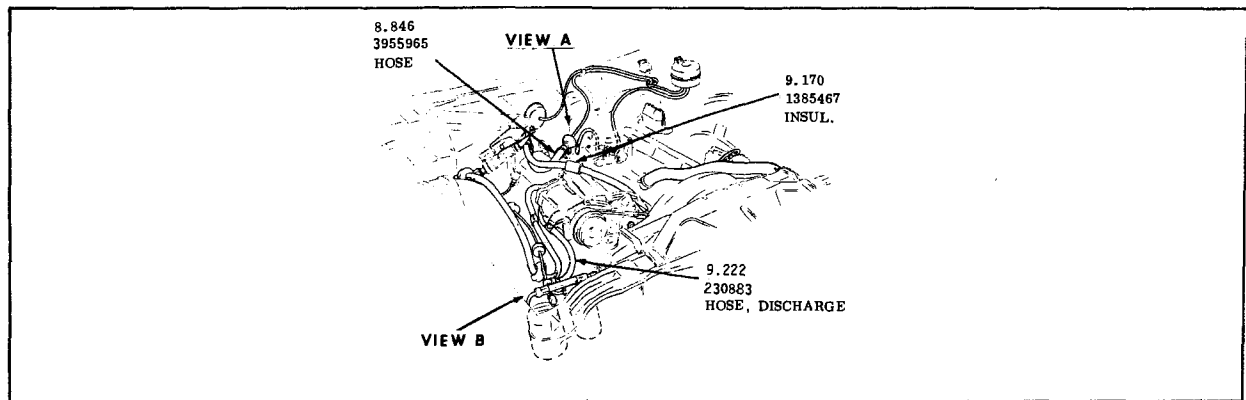 8.846
3955965
HOSE
VIEW A
9.170
1385467
INSUL.
9.222
230883
HOSE, DISCHARGE
VIEW B